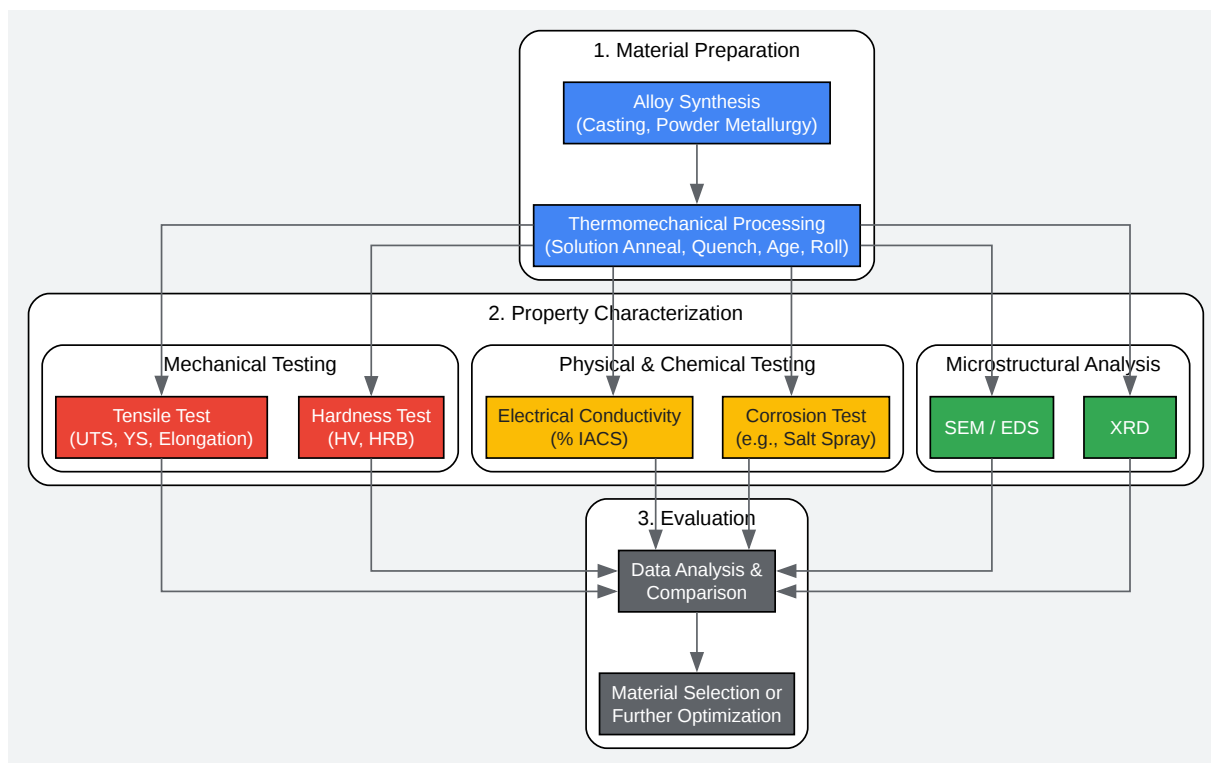 1. Material Preparation
Alloy Synthesis
(Casting, Powder Metallurgy)
Thermomechanical Processing
(Solution Anneal, Quench, Age, Roll)
2. Property Characterization
Mechanical Testing
Tensile Test
(UTS, YS, Elongation)
Hardness Test
(HV, HRB)
Physical & Chemical Testing
Electrical Conductivity
(% IACS)
Corrosion Test
(e.g., Salt Spray)
Microstructural Analysis
SEM / EDS
XRD
3. Evaluation
Data Analysis &
Comparison
Material Selection or
Further Optimization